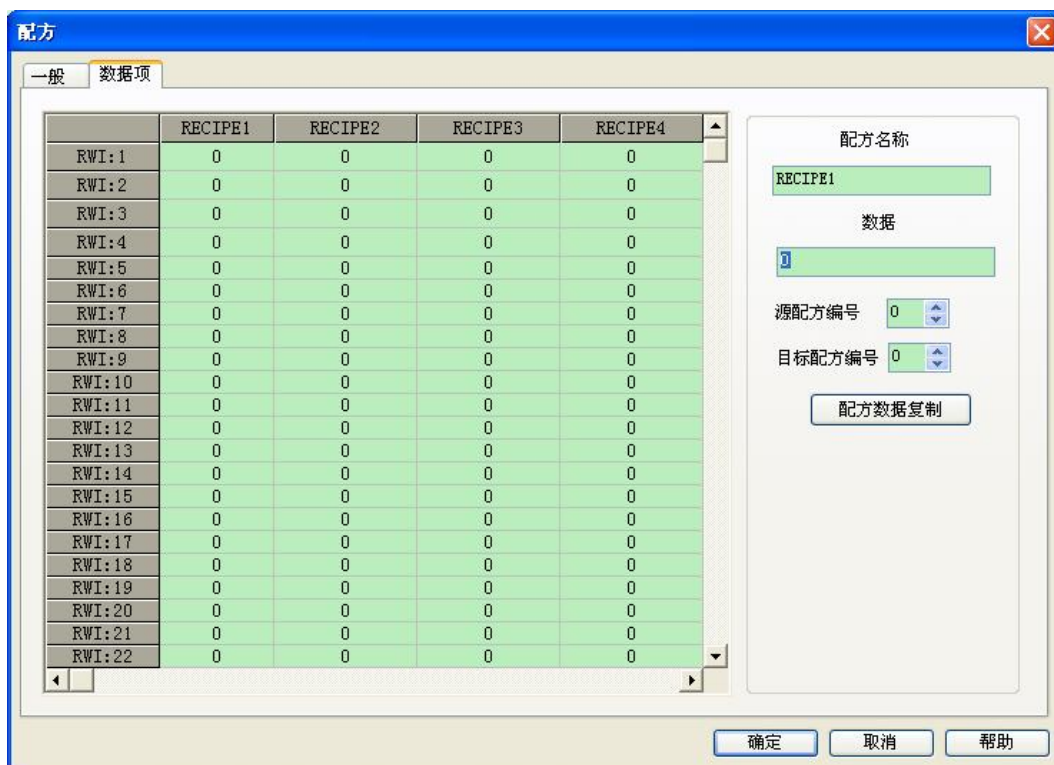 配方
一般 数据项
RECIPE1 RECIPE2 RECIPE3 RECIPE4
RWI:1 0 0 0 0
RWI:2 0 0 0 0
RWI:3 0 0 0 0
RWI:4 0 0 0 0
RWI:5 0 0 0 0
RWI:6 0 0 0 0
RWI:7 0 0 0 0
RWI:8 0 0 0 0
RWI:9 0 0 0 0
RWI:10 0 0 0 0
RWI:11 0 0 0 0
RWI:12 0 0 0 0
RWI:13 0 0 0 0
RWI:14 0 0 0 0
RWI:15 0 0 0 0
RWI:16 0 0 0 0
RWI:17 0 0 0 0
RWI:18 0 0 0 0
RWI:19 0 0 0 0
RWI:20 0 0 0 0
RWI:21 0 0 0 0
RWI:22 0 0 0 0
配方名称
RECIPE1
数据
0
源配方编号 0
目标配方编号 0
配方数据复制
确定 取消 帮助